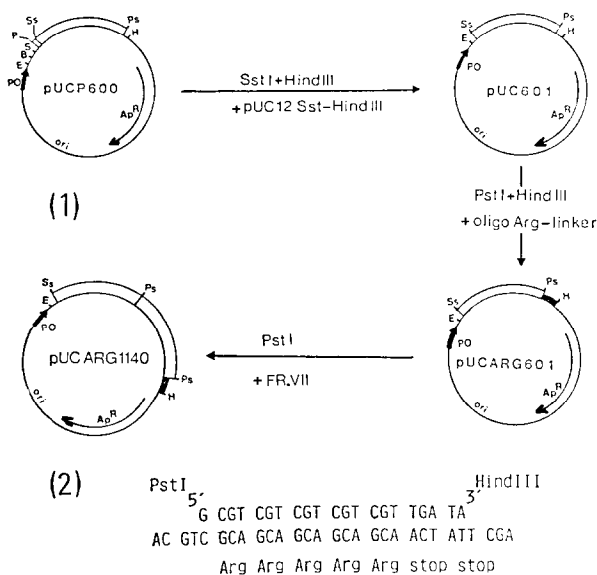 Ss
P
S
B
E
PO
Ps
H
pUCP600
ApR
ori
SstI+HindIII
+pUC12 Sst-HindIII
Ss
E
PO
Ps
H
pUC601
ApR
ori
(1)
PstI+HindIII
+ oligo Arg-linker
Ss
E
PO
Ps
H
pUCARG601
ApR
ori
PstI
+ FR.VII
Ss
E
PO
Ps
Ps
H
pUCARG1140
ApR
ori
(2)
PstI HindIII
5´ G CGT CGT CGT CGT CGT TGA TA 3´
AC GTC GCA GCA GCA GCA GCA ACT ATT CGA
Arg Arg Arg Arg Arg stop stop